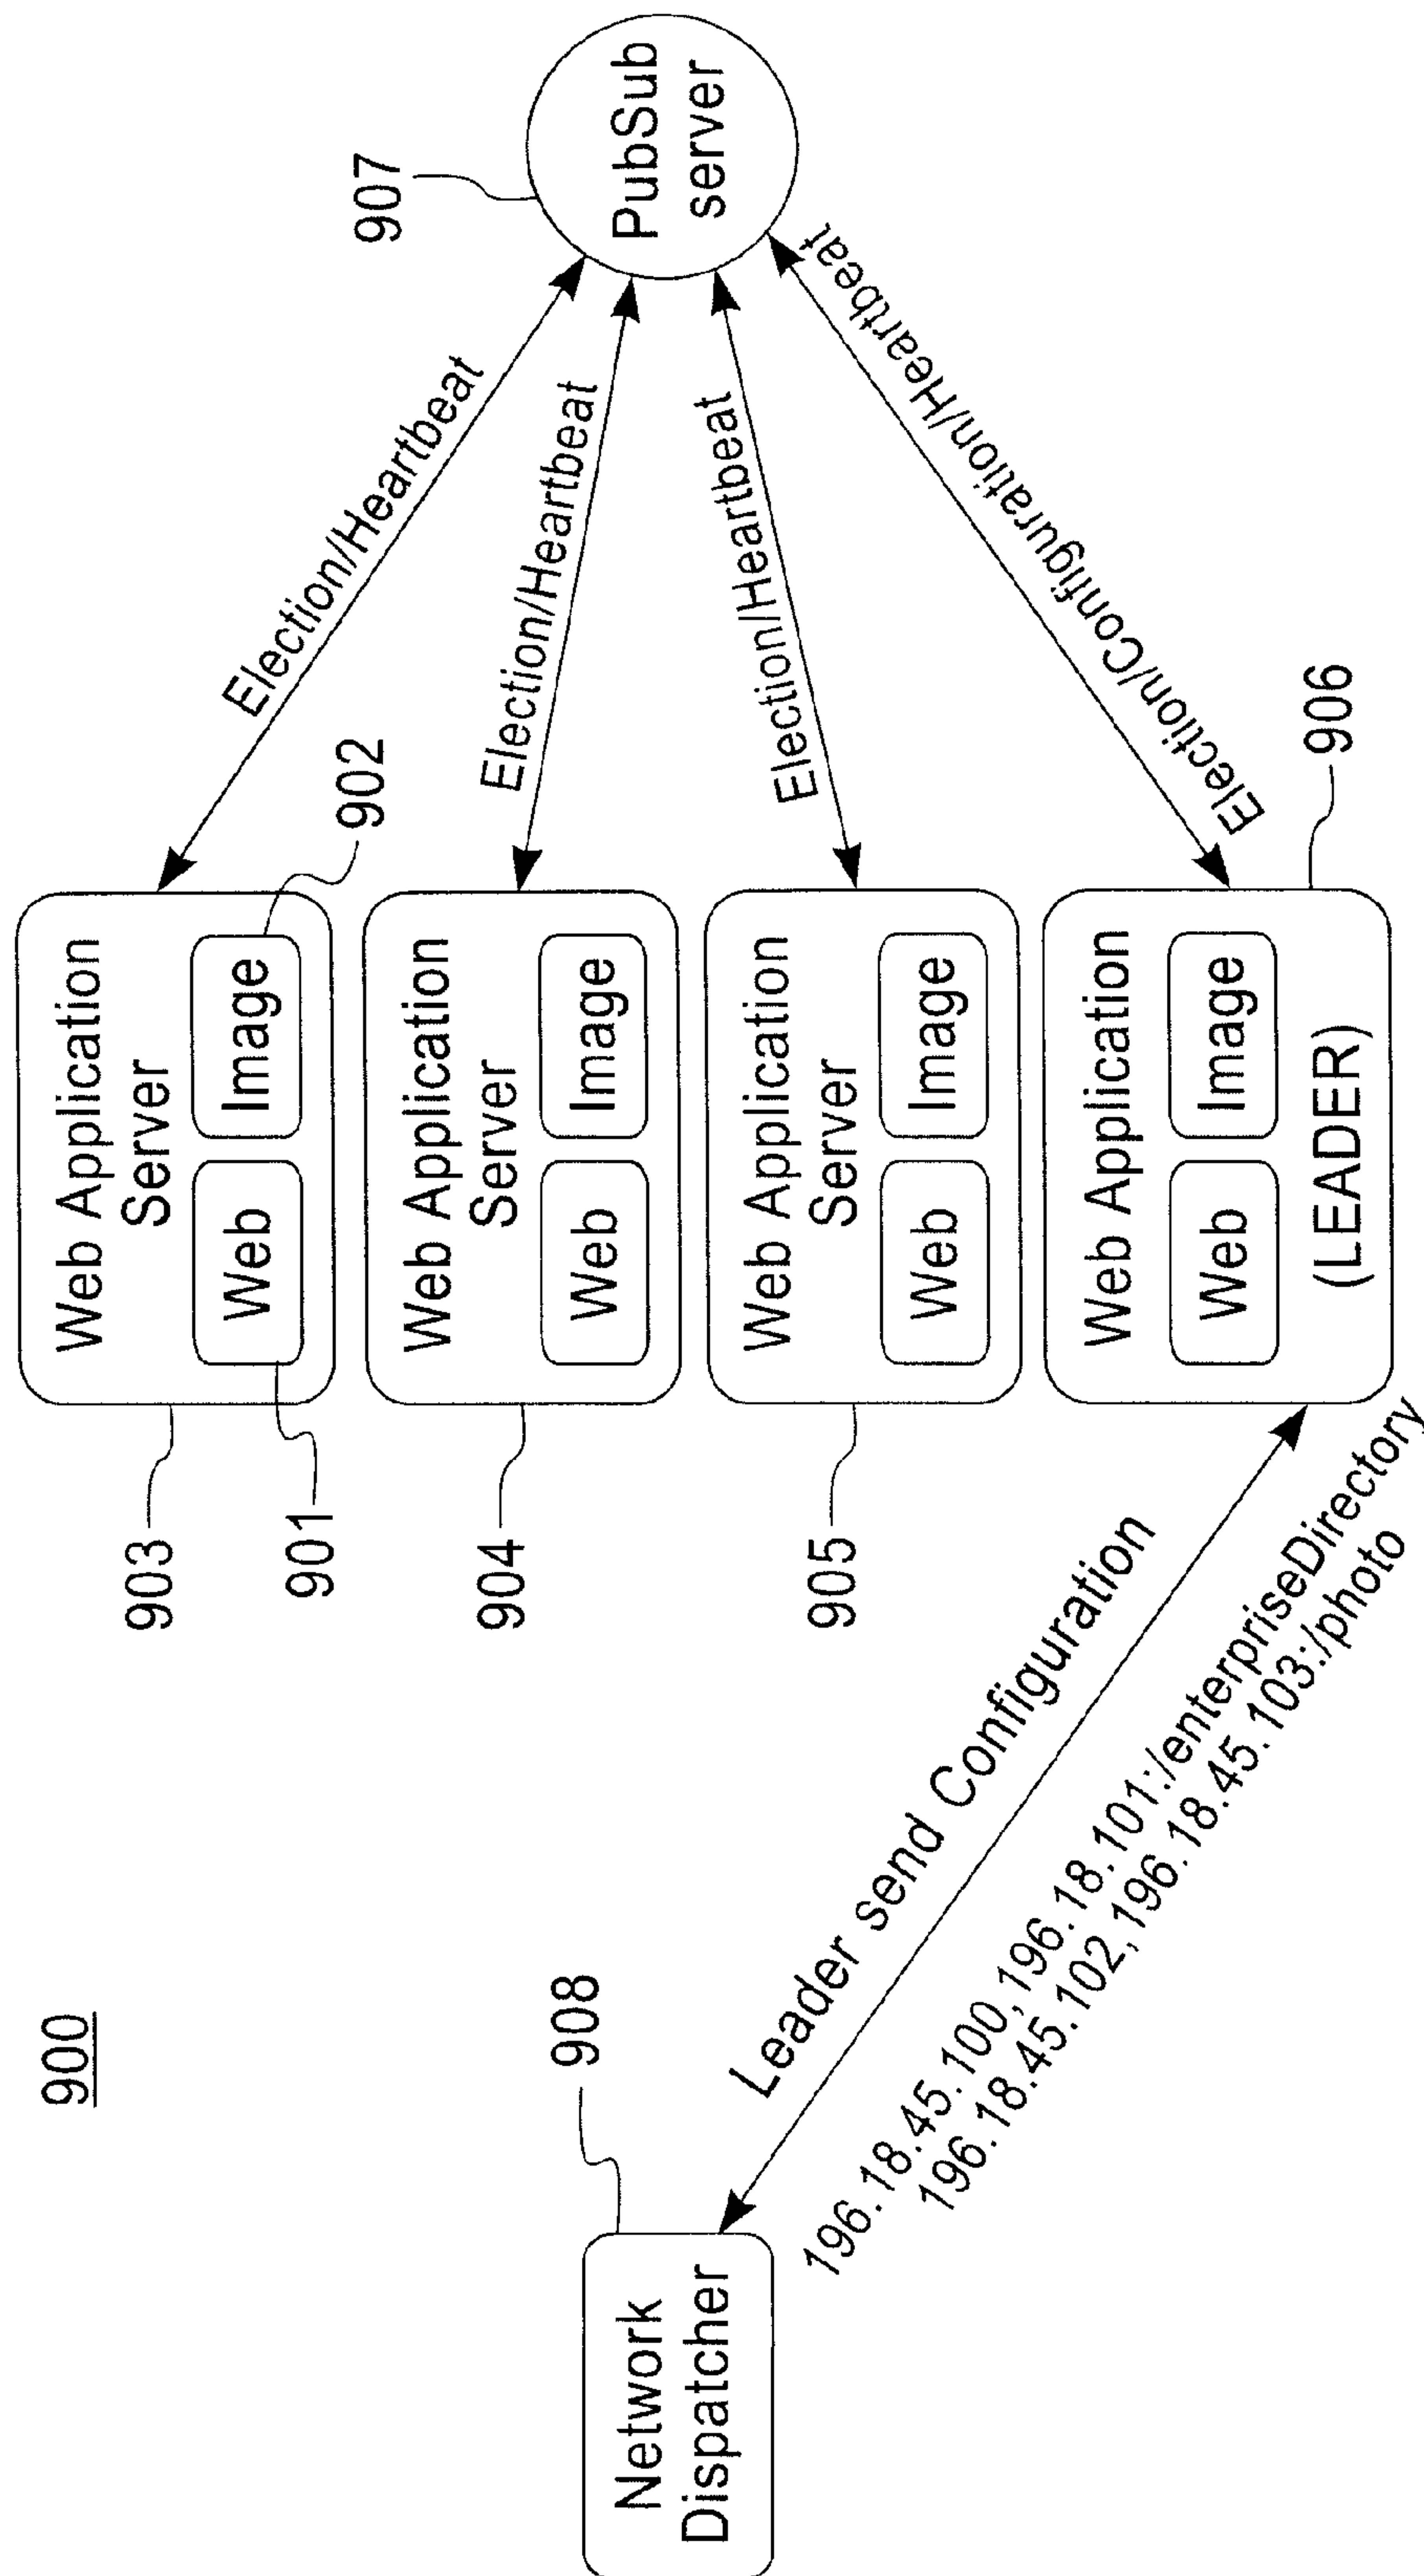 900
903
Web Application
Server
Web
Image
901
902
Election/Heartbeat
904
Web Application
Server
Web
Image
Election/Heartbeat
907
PubSub
server
908
Network
Dispatcher
905
Web Application
Server
Web
Image
Election/Heartbeat
Leader send Configuration
196.18.45.100, 196.18.101:/enterpriseDirectory
196.18.45.102, 196.18.45.103:/photo
Web Application
Web
Image
(LEADER)
906
Election/Configuration/Heartbeat